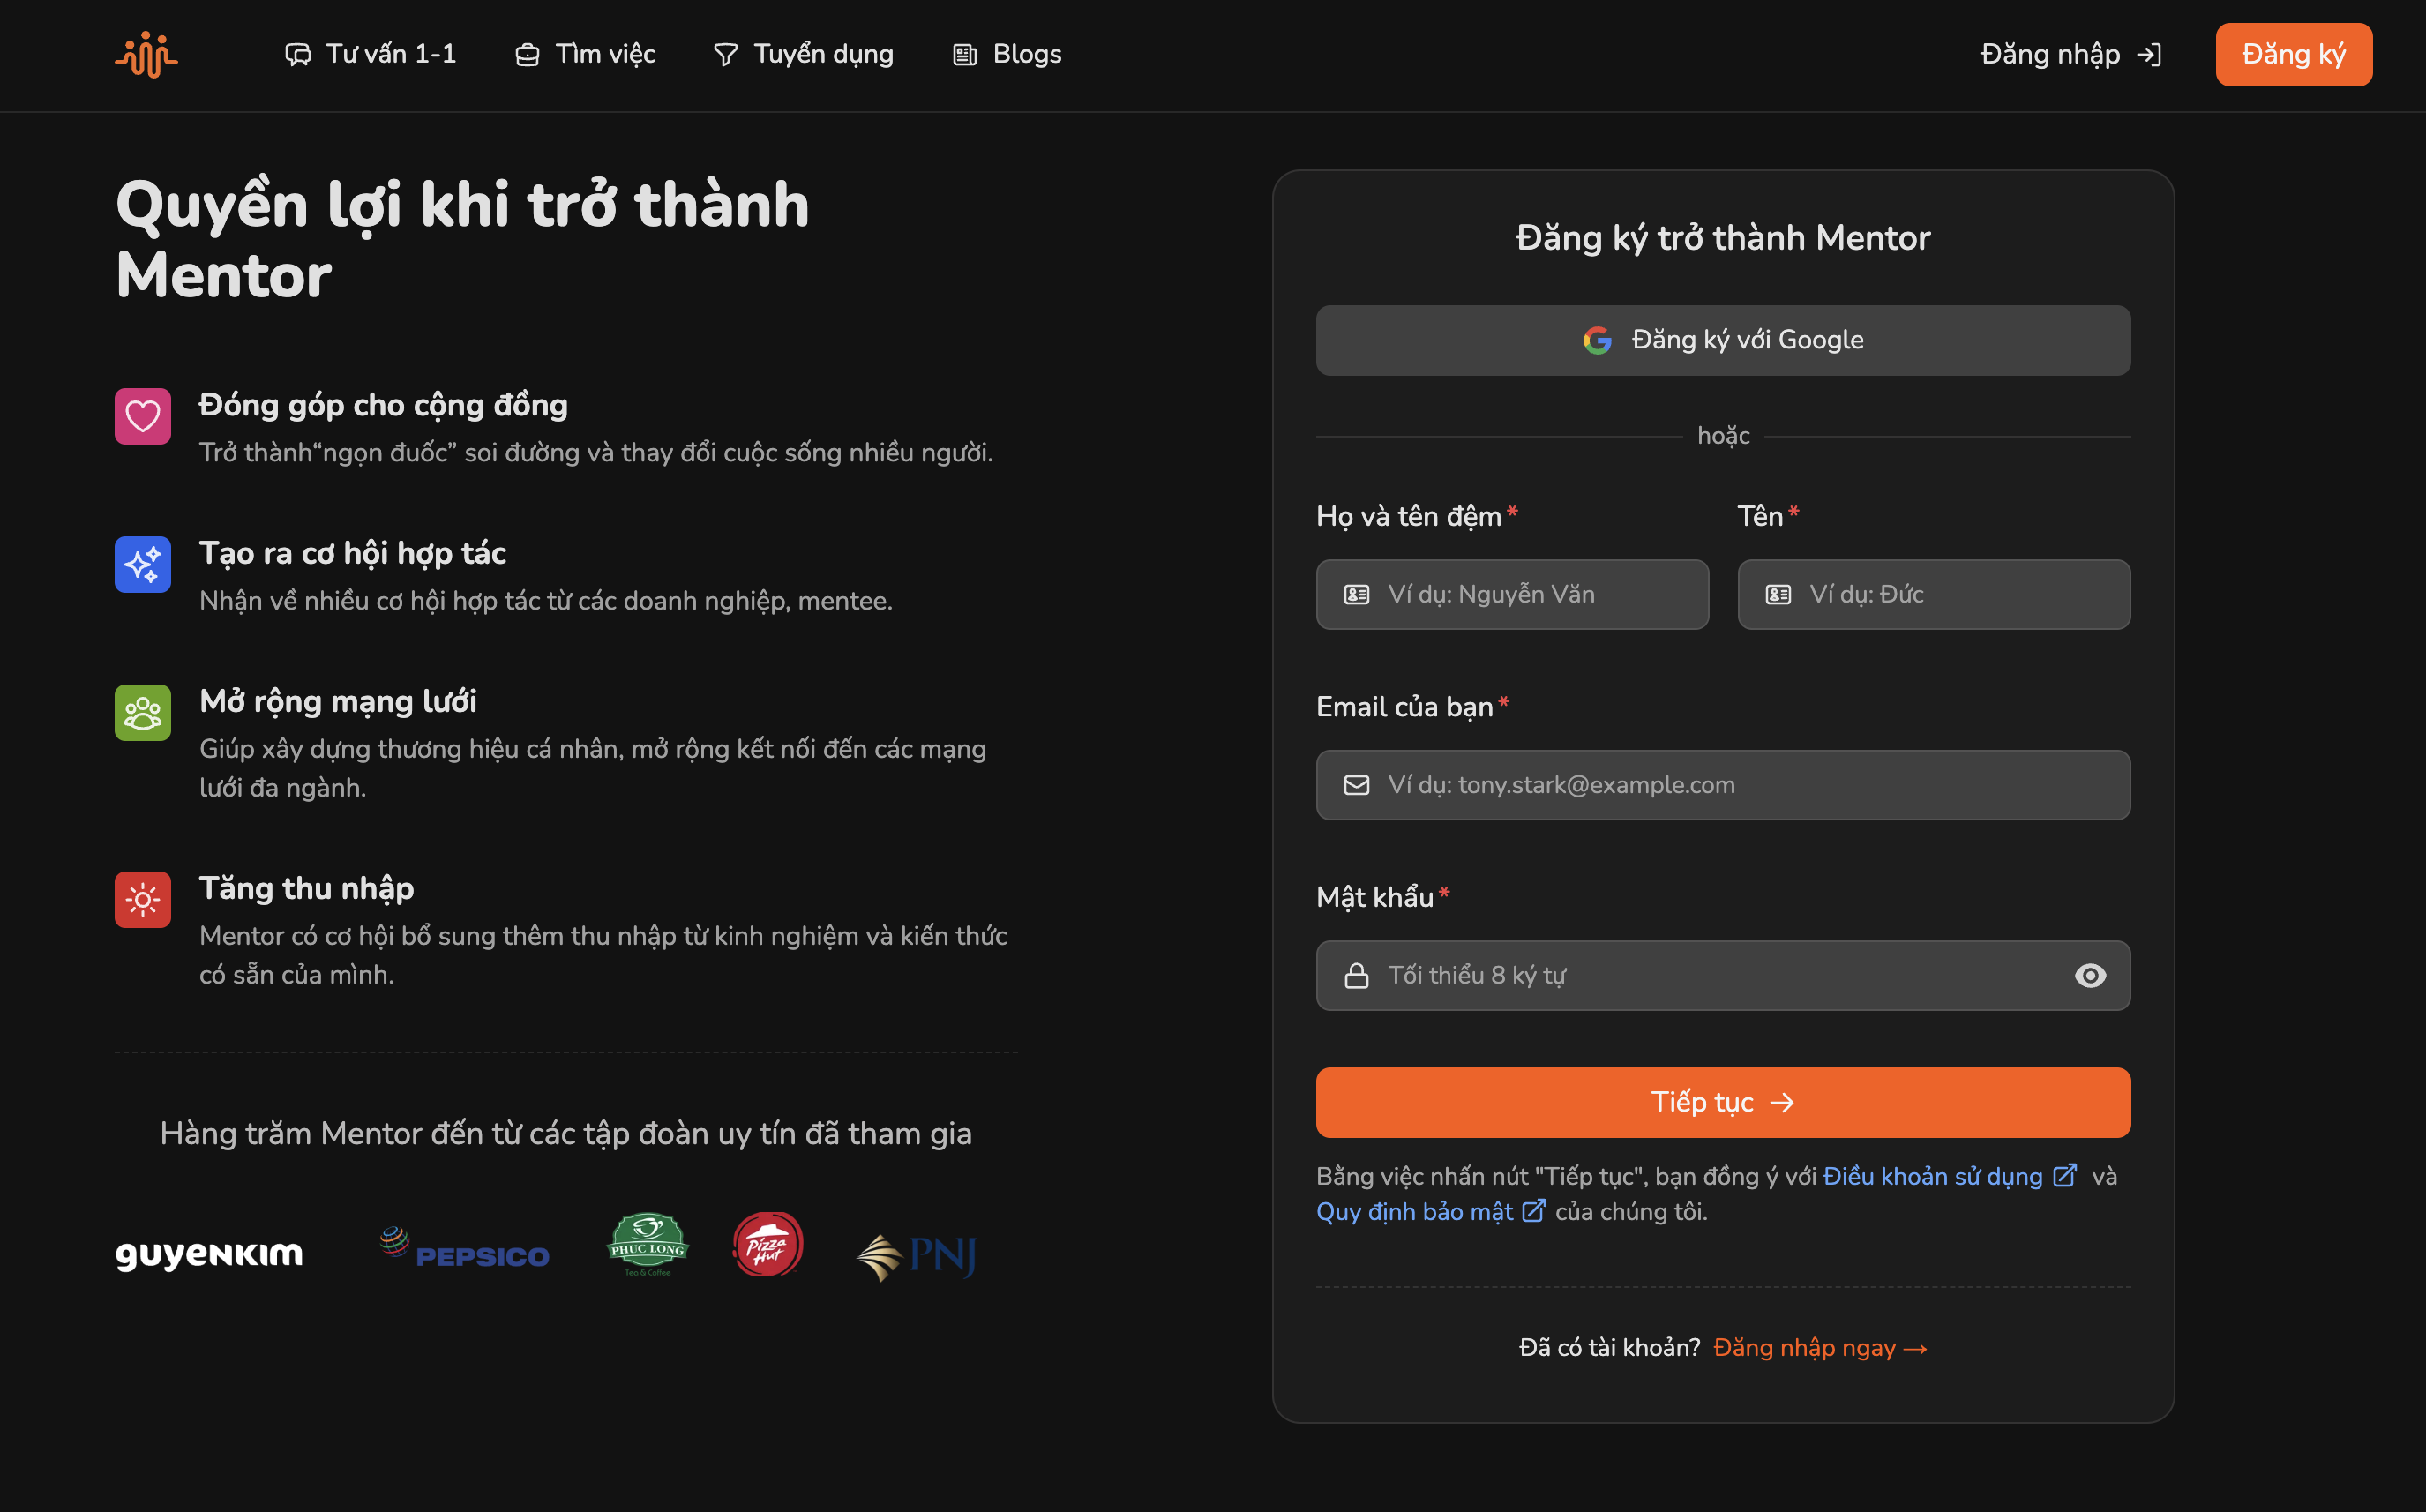 Tư vấn 1-1
Tìm việc
Tuyển dụng
Blogs
Đăng nhập
Đăng ký
Quyền lợi khi trở thành
Mentor
Đóng góp cho cộng đồng
Trở thành“ngọn đuốc” soi đường và thay đổi cuộc sống nhiều người.
Tạo ra cơ hội hợp tác
Nhận về nhiều cơ hội hợp tác từ các doanh nghiệp, mentee.
Mở rộng mạng lưới
Giúp xây dựng thương hiệu cá nhân, mở rộng kết nối đến các mạng
lưới đa ngành.
Tăng thu nhập
Mentor có cơ hội bổ sung thêm thu nhập từ kinh nghiệm và kiến thức
có sẵn của mình.
Hàng trăm Mentor đến từ các tập đoàn uy tín đã tham gia
guyenkim
PEPSICO
PHUC LONG
Tea & Coffee
Pizza
Hut
PNJ
Đăng ký trở thành Mentor
Đăng ký với Google
hoặc
Họ và tên đệm*
Tên*
Ví dụ: Nguyễn Văn
Ví dụ: Đức
Email của bạn*
Ví dụ: tony.stark@example.com
Mật khẩu*
Tối thiểu 8 ký tự
Tiếp tục →
Bằng việc nhấn nút "Tiếp tục", bạn đồng ý với Điều khoản sử dụng và
Quy định bảo mật của chúng tôi.
Đã có tài khoản? Đăng nhập ngay →